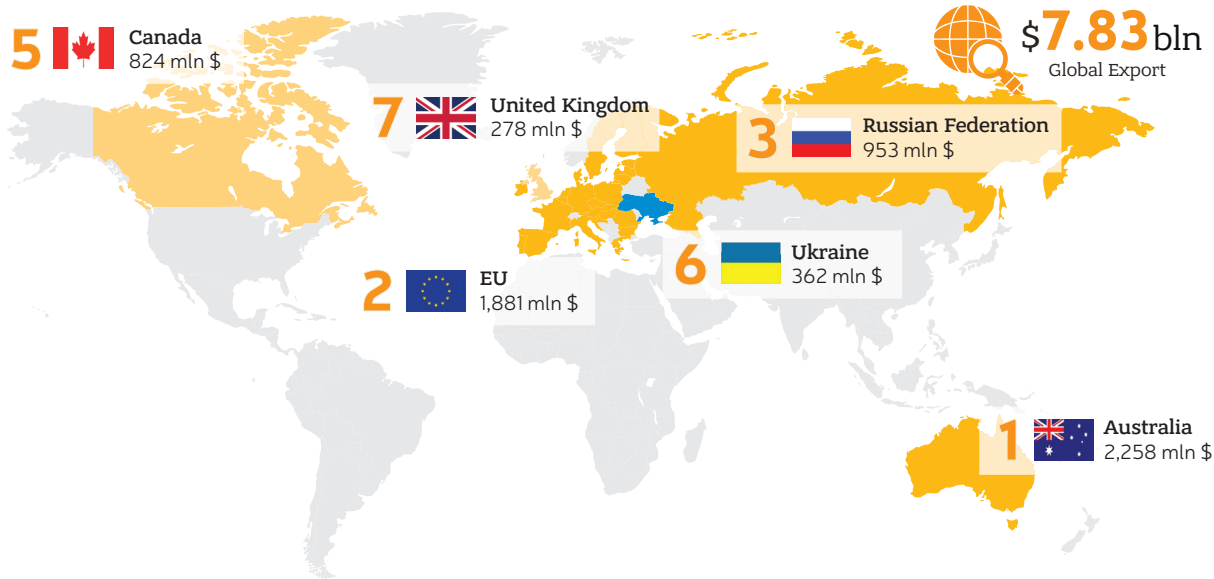 5
Canada
824 mln $
$7.83 bln
Global Export
7
United Kingdom
278 mln $
3
Russian Federation
953 mln $
6
Ukraine
362 mln $
2
EU
1,881 mln $
1
Australia
2,258 mln $